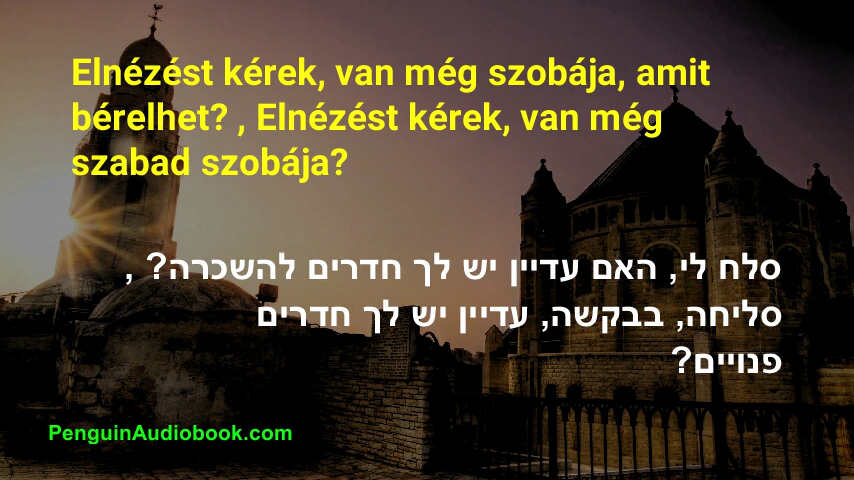 Elnézést kérek, van még szobája, amit
bérelhet? , Elnézést kérek, van még
szabad szobája?
סלח לי, האם עדיין יש לך חדרים להשכרה? ,
סליחה, בבקשה, עדיין יש לך חדרים
פנויים?
PenguinAudiobook.com